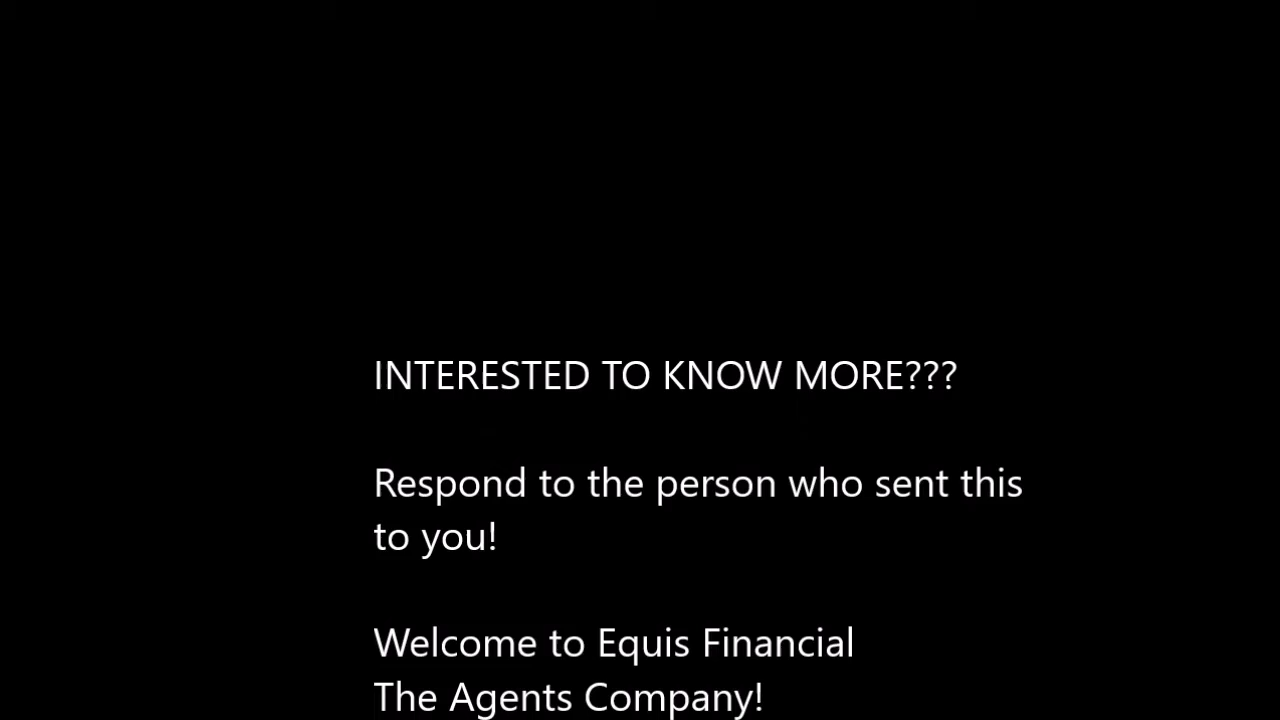 INTERESTED TO KNOW MORE???
Respond to the person who sent this
to you!
Welcome to Equis Financial
The Agents Company!